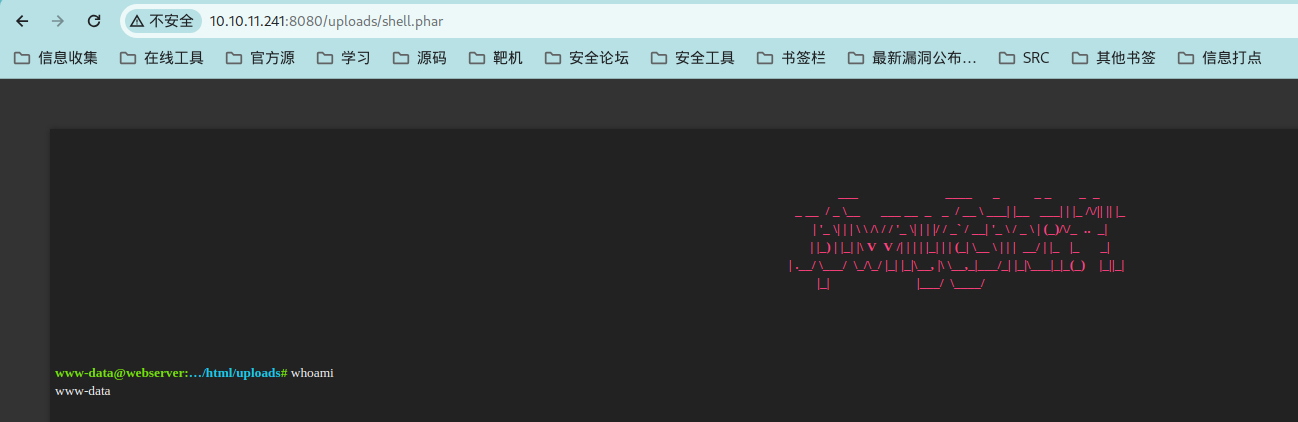 不安全 10.10.11.241:8080/uploads/shell.phar
信息收集 在线工具 官方源 学习 源码 靶机 安全论坛 安全工具 书签栏 最新漏洞公布… SRC 其他书签 信息打点
www-data@webserver:…/html/uploads# whoami
www-data